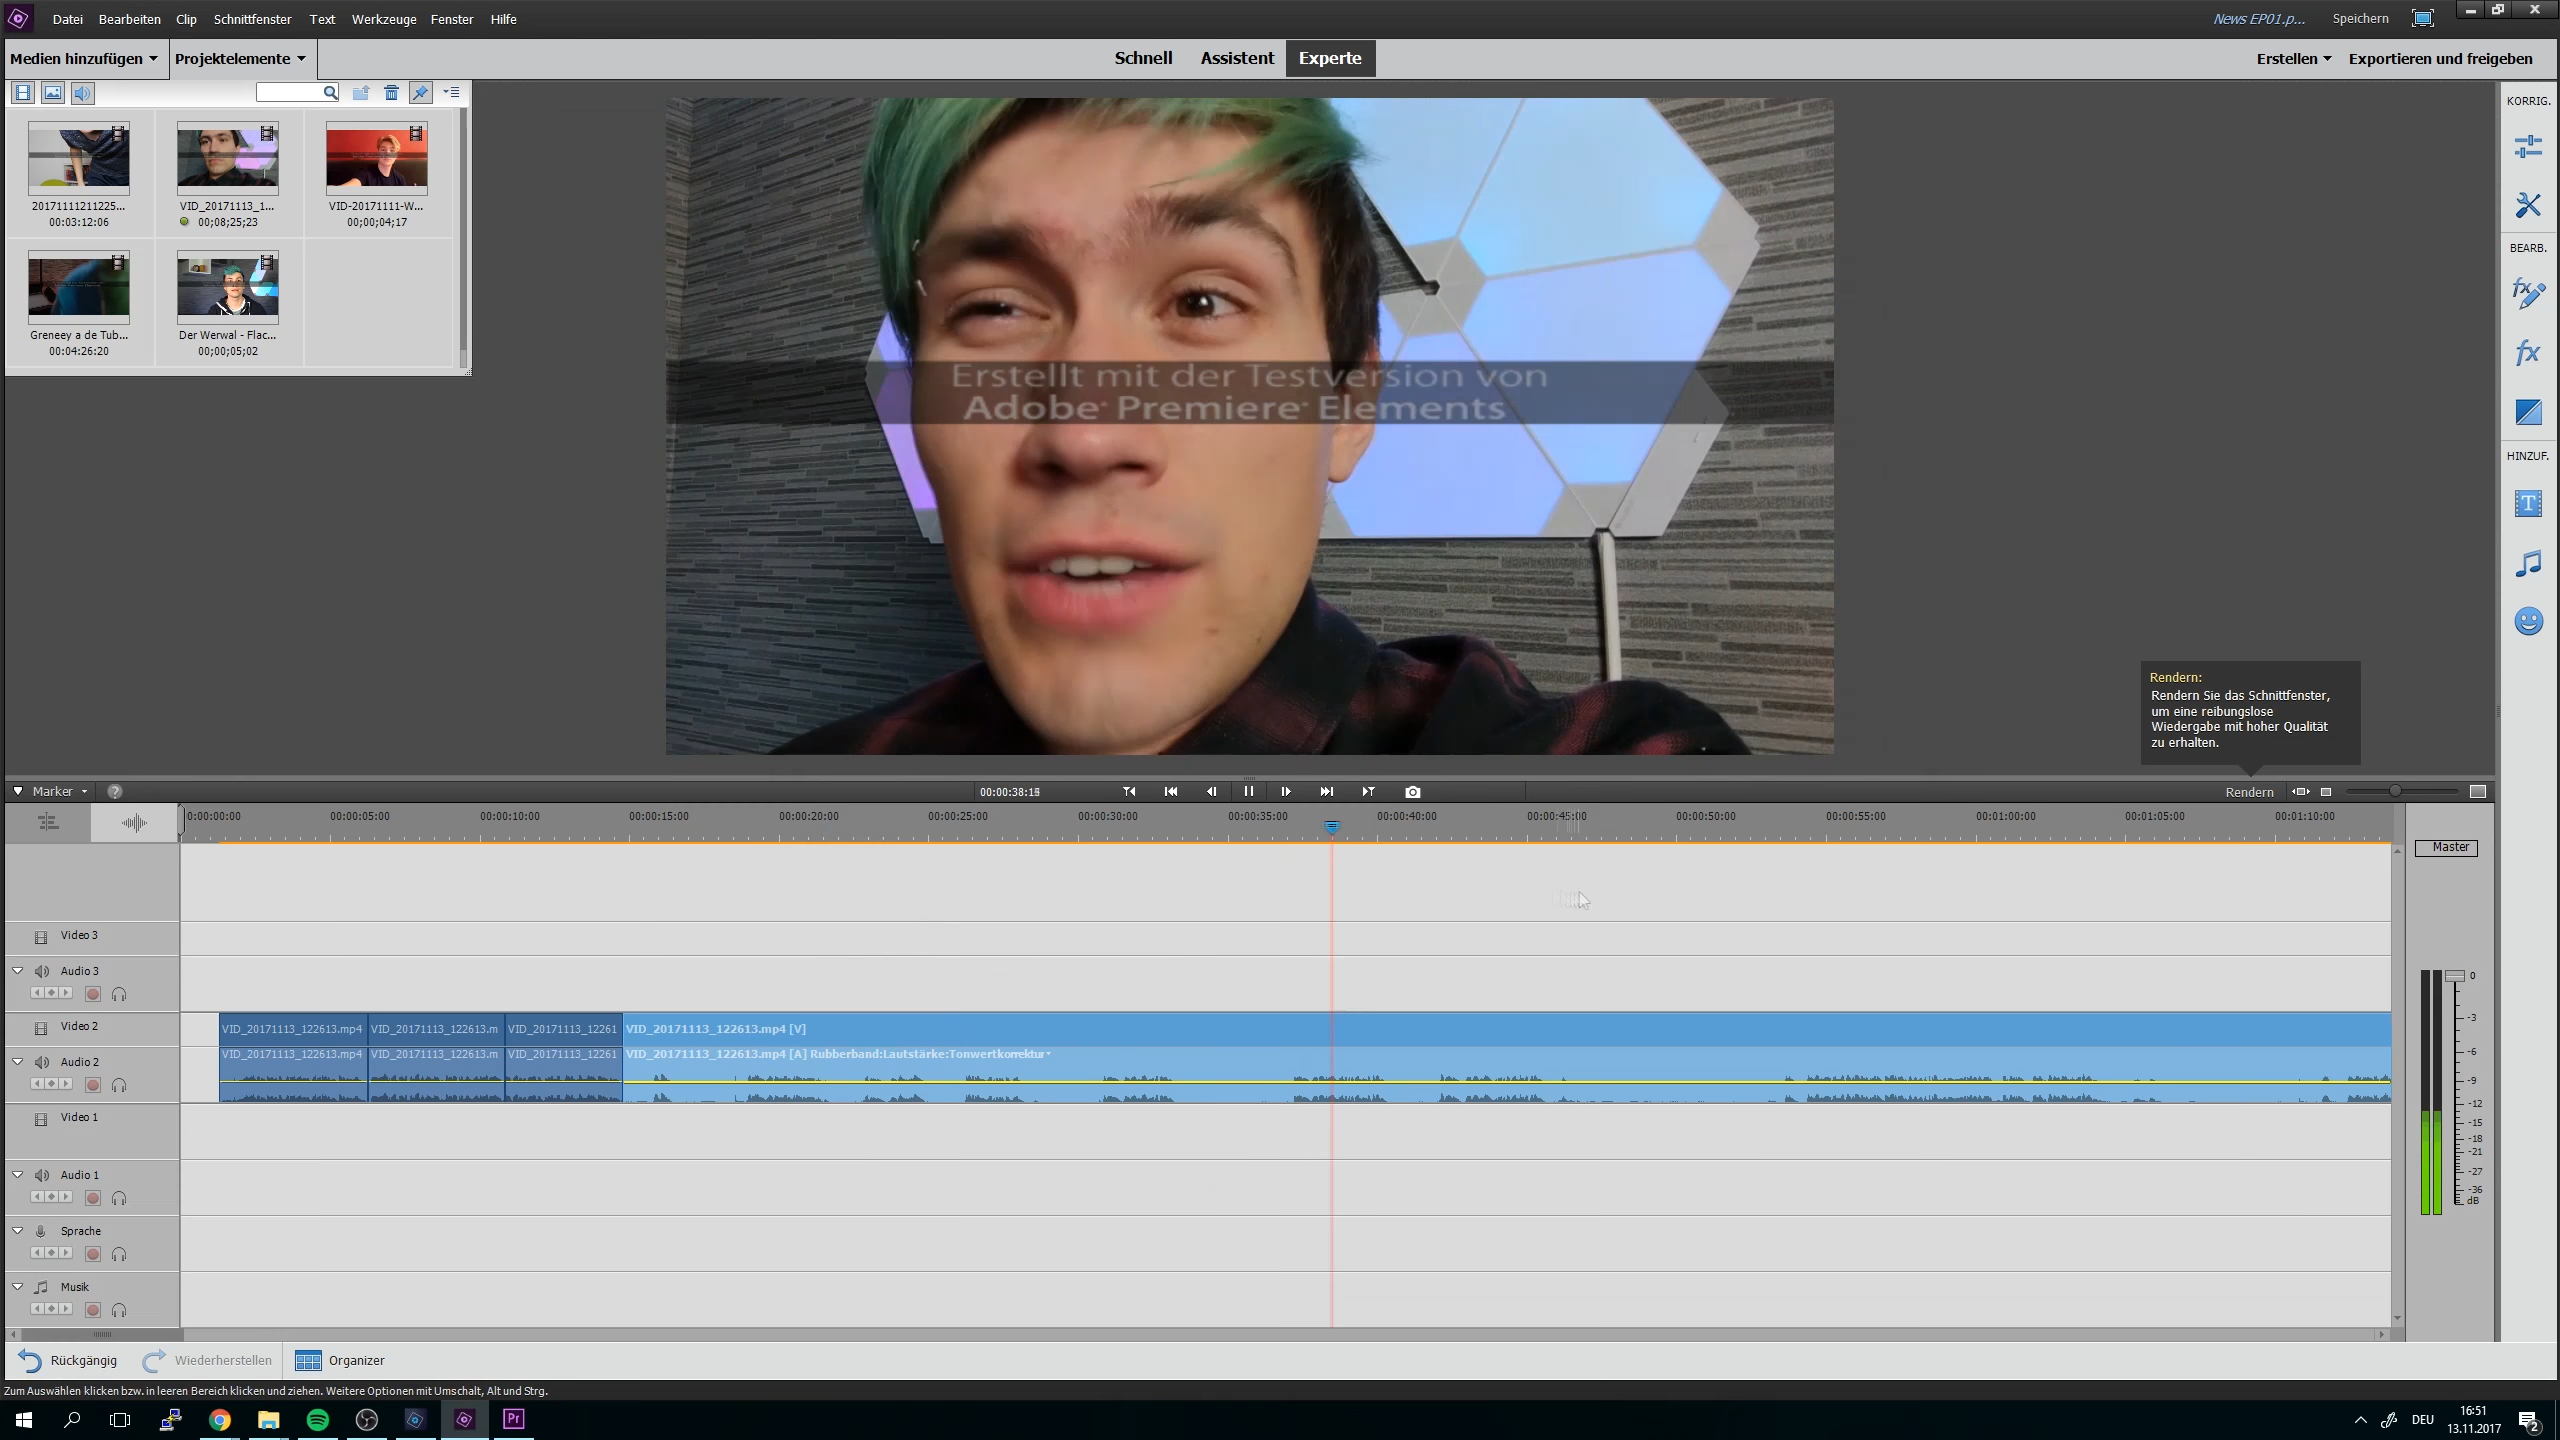 Datei Bearbeiten Clip Schnittfenster Text Werkzeuge Fenster Hilfe
News EP01.p... Speichern
Medien hinzufügen Projektelemente
Schnell Assistent Experte
Erstellen Exportieren und freigeben
KORRIG.
BEARB.
HINZUF.
20171111211225...
00:03:12:06
VID_20171113_1...
00;08;25;23
VID-20171111-W...
00;00;04;17
Greneey a de Tub...
00:04:26:20
Der Werwal - Flac...
00;00;05;02
Erstellt mit der Testversion von
Adobe Premiere Elements
Rendern:
Rendern Sie das Schnittfenster,
um eine reibungslose
Wiedergabe mit hoher Qualität
zu erhalten.
Marker
Rendern
00:00:00:00 00:00:05:00 00:00:10:00 00:00:15:00 00:00:20:00 00:00:25:00 00:00:30:00 00:00:35:00 00:00:40:00 00:00:45:00 00:00:50:00 00:00:55:00 00:01:00:00 00:01:05:00 00:01:10:00
Master
Video 3
Audio 3
Video 2
VID_20171113_122613.mp4 VID_20171113_122613.m VID_20171113_12261 VID_20171113_122613.mp4 [V]
Audio 2
VID_20171113_122613.mp4 VID_20171113_122613.m VID_20171113_12261 VID_20171113_122613.mp4 [A] Rubberband:Lautstärke:Tonwertkorrektur
Video 1
Audio 1
Sprache
Musik
0
-3
-6
-9
-12
-15
-18
-21
-27
-36
dB
Rückgängig Wiederherstellen Organizer
Zum Auswählen klicken bzw. in leeren Bereich klicken und ziehen. Weitere Optionen mit Umschalt, Alt und Strg.
Pr
DEU
16:51
13.11.2017
2